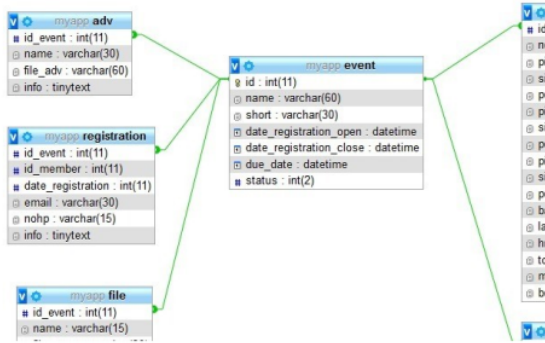 myapp adv
id_event : int(11)
name : varchar(30)
file_adv : varchar(60)
info : tinytext
myapp registration
id_event : int(11)
id_member : int(11)
date_registration : int(11)
email : varchar(30)
nohp : varchar(15)
info : tinytext
myapp file
id_event : int(11)
name : varchar(15)
myapp event
id : int(11)
name : varchar(60)
short : varchar(30)
date_registration_open : datetime
date_registration_close : datetime
due_date : datetime
status : int(2)